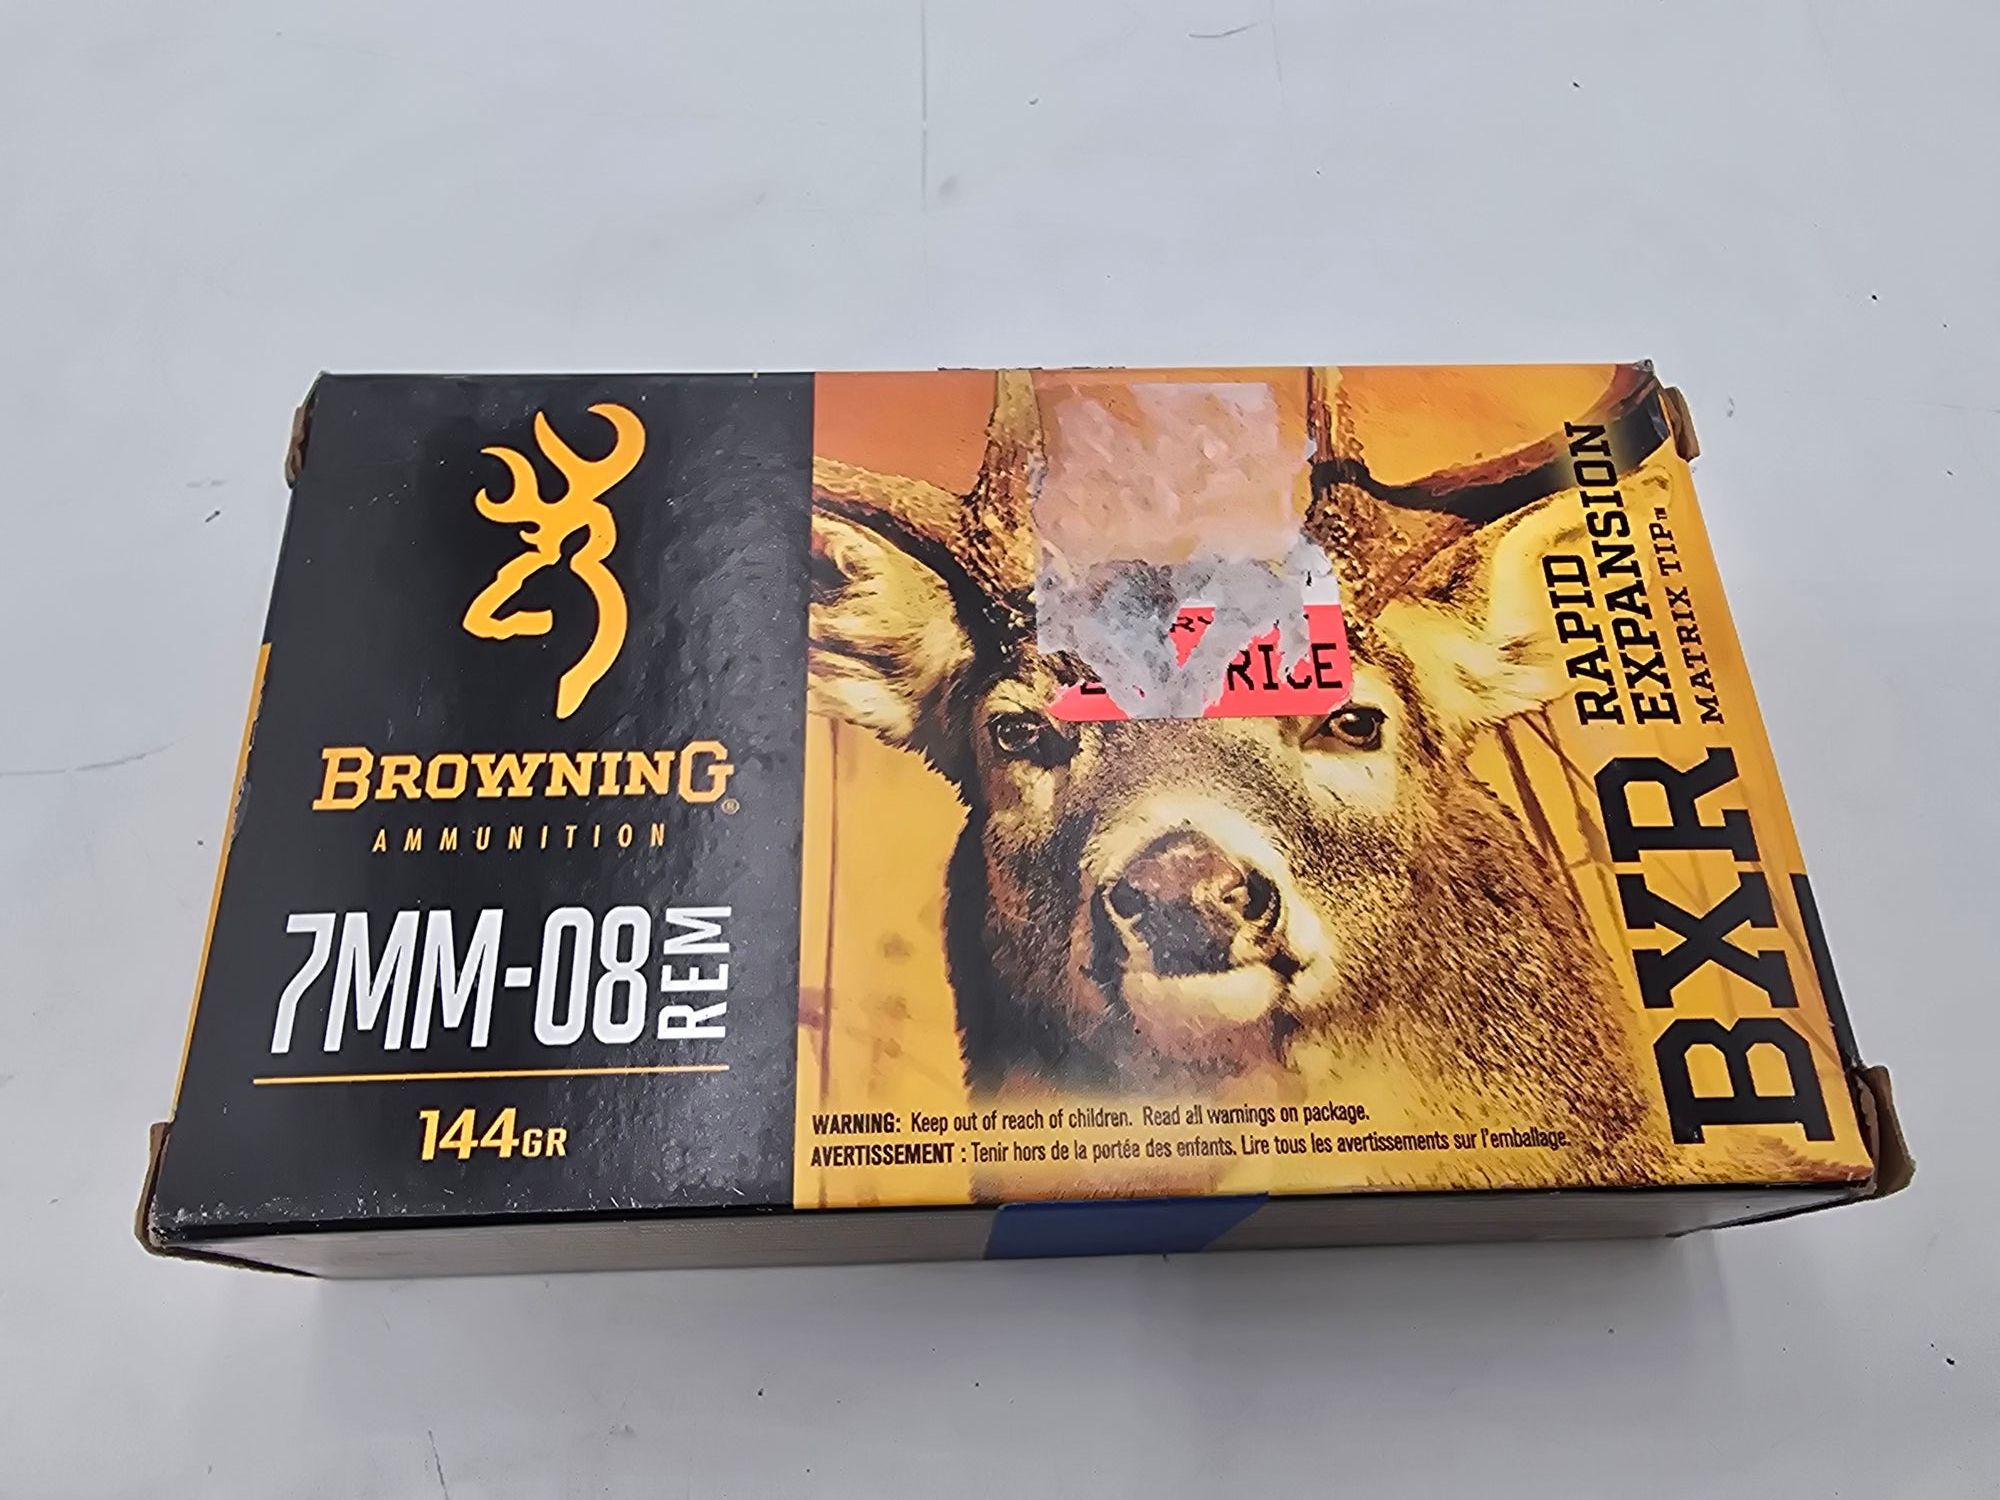 BROWNING®
AMMUNITION
7MM-08 REM
144GR
WARNING: Keep out of reach of children. Read all warnings on package.
AVERTISSEMENT : Tenir hors de la portée des enfants. Lire tous les avertissements sur l'emballage.
BXR
RAPID
EXPANSION
MATRIX TIP™